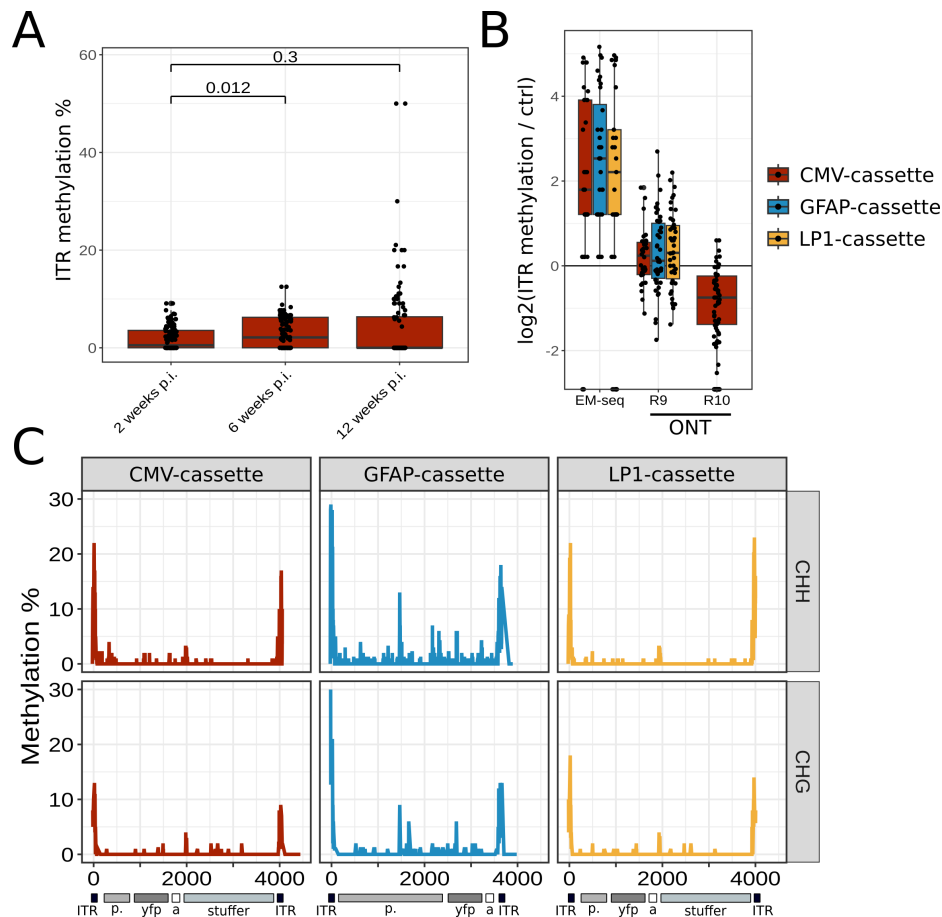 A
ITR methylation %
60
40
20
0
0.3
0.012
2 weeks p.i.
6 weeks p.i.
12 weeks p.i.
B
log2(ITR methylation / ctrl)
4
2
0
-2
EM-seq
R9
R10
ONT
CMV-cassette
GFAP-cassette
LP1-cassette
C
CMV-cassette
GFAP-cassette
LP1-cassette
Methylation %
30
20
10
0
CHH
30
20
10
0
CHG
0 2000 4000
0 2000 4000
0 2000 4000
ITR p. yfp a stuffer ITR
ITR p. yfp a ITR
ITR p. yfp a stuffer ITR